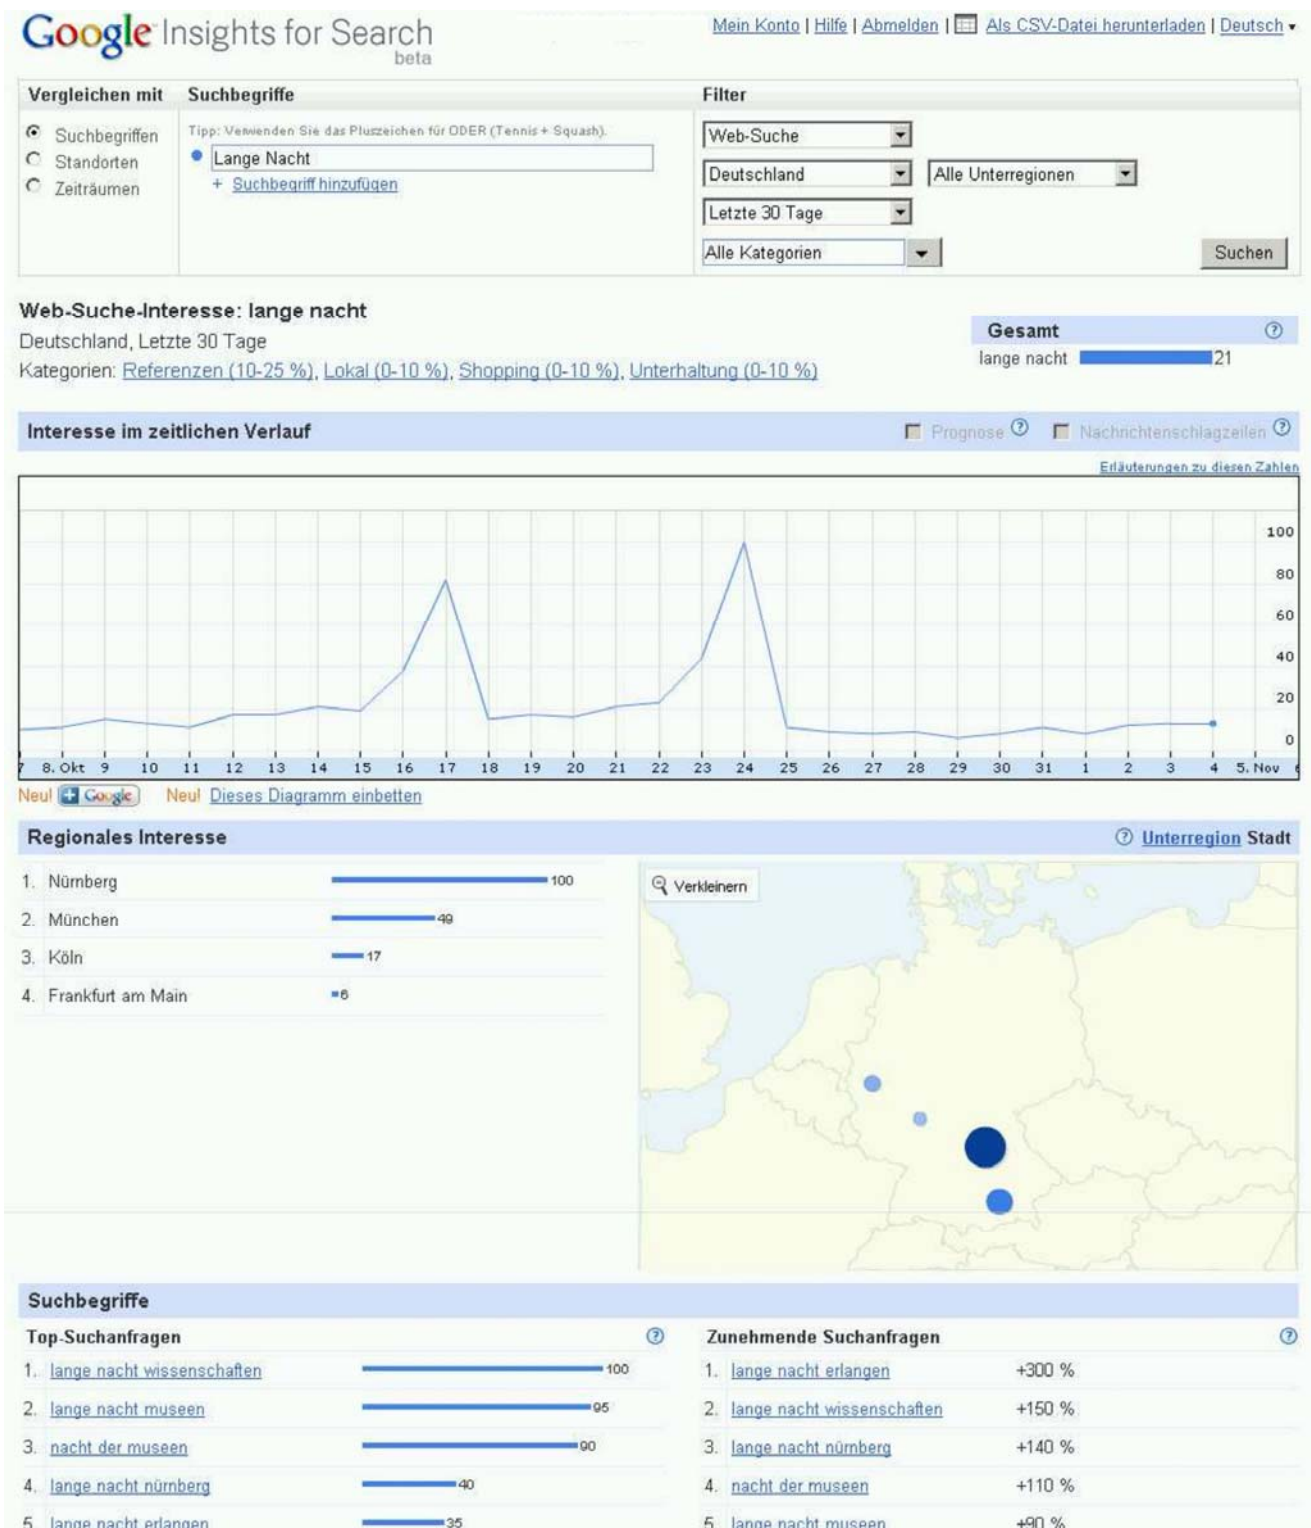 Google Insights for Search
beta
Mein Konto | Hilfe | Abmelden | Als CSV-Datei herunterladen | Deutsch
Vergleichen mit Suchbegriffe Filter
Suchbegriffen
Standorten
Zeiträumen
Tipp: Verwenden Sie das Pluszeichen für ODER (Tennis + Squash).
Lange Nacht
+ Suchbegriff hinzufügen
Web-Suche
Deutschland Alle Unterregionen
Letzte 30 Tage
Alle Kategorien Suchen
Web-Suche-Interesse: lange nacht
Deutschland, Letzte 30 Tage
Kategorien: Referenzen (10-25 %), Lokal (0-10 %), Shopping (0-10 %), Unterhaltung (0-10 %)
Gesamt ?
lange nacht 21
Interesse im zeitlichen Verlauf Prognose ? Nachrichtenschlagzeilen ?
Erläuterungen zu diesen Zahlen
100
80
60
40
20
0
7 8. Okt 9 10 11 12 13 14 15 16 17 18 19 20 21 22 23 24 25 26 27 28 29 30 31 1 2 3 4 5. Nov
Neu! + Google Neu! Dieses Diagramm einbetten
Regionales Interesse ? Unterregion Stadt
1. Nürnberg 100
2. München 49
3. Köln 17
4. Frankfurt am Main 6
Verkleinern
Suchbegriffe
Top-Suchanfragen ?
1. lange nacht wissenschaften 100
2. lange nacht museen 95
3. nacht der museen 90
4. lange nacht nürnberg 40
5. lange nacht erlangen 35
Zunehmende Suchanfragen ?
1. lange nacht erlangen +300 %
2. lange nacht wissenschaften +150 %
3. lange nacht nürnberg +140 %
4. nacht der museen +110 %
5. lange nacht museen +90 %